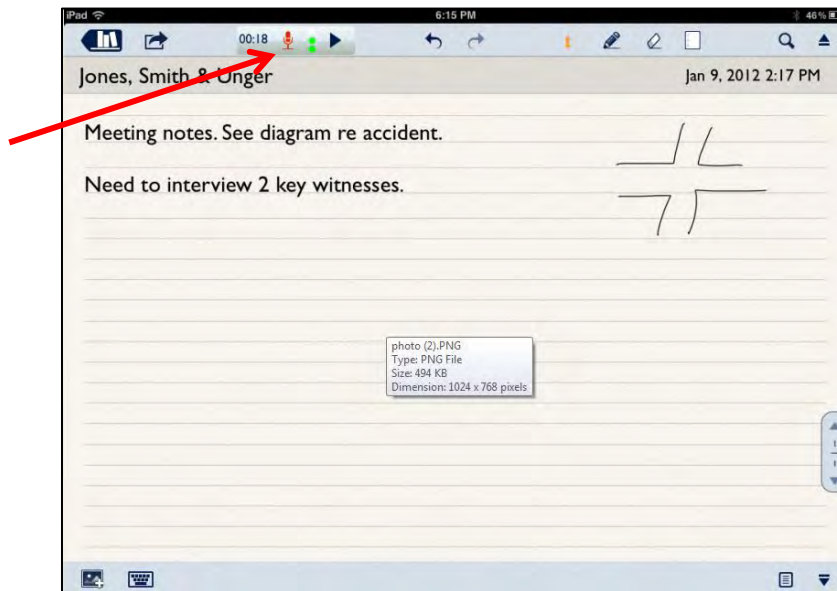 iPad 6:15 PM 46%
00:18
t
Jones, Smith & Unger Jan 9, 2012 2:17 PM
Meeting notes. See diagram re accident.
Need to interview 2 key witnesses.
photo (2).PNG
Type: PNG File
Size: 494 KB
Dimension: 1024 x 768 pixels
1
1